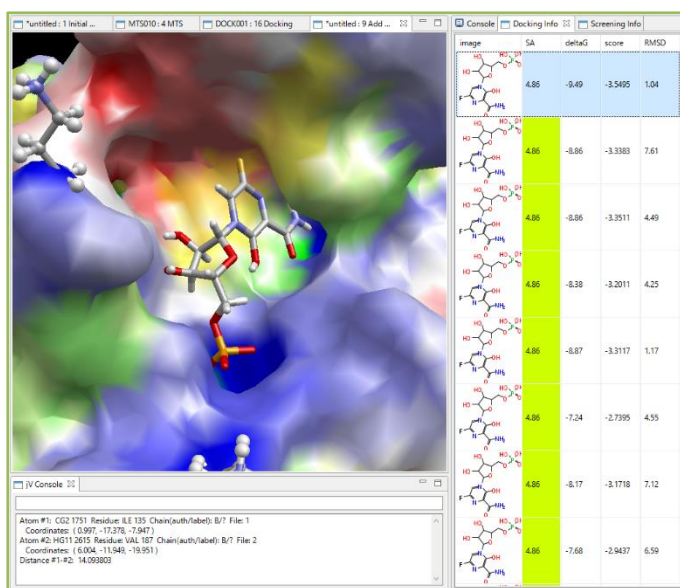 *untitled : 1 Initial ... MTS010 : 4 MTS DOCK001 : 16 Docking *untitled : 9 Add ...
Console Docking Info Screening Info
image SA deltaG score RMSD
4.86 -9.49 -3.5495 1.04
4.86 -8.86 -3.3383 7.61
4.86 -8.86 -3.3511 4.49
4.86 -8.38 -3.2011 4.25
4.86 -8.87 -3.3117 1.17
4.86 -7.24 -2.7395 4.55
4.86 -8.17 -3.1718 7.12
4.86 -7.68 -2.9437 6.59
jV Console
Atom #1: CG2 1751 Residue: ILE 135 Chain(auth/label): B/? File: 1
Coordinates: ( 0.997, -17.378, -7.947 )
Atom #2: HG11 2615 Residue: VAL 187 Chain(auth/label): B/? File: 2
Coordinates: ( 6.004, -11.949, -19.951 )
Distance #1-#2: 14.093803